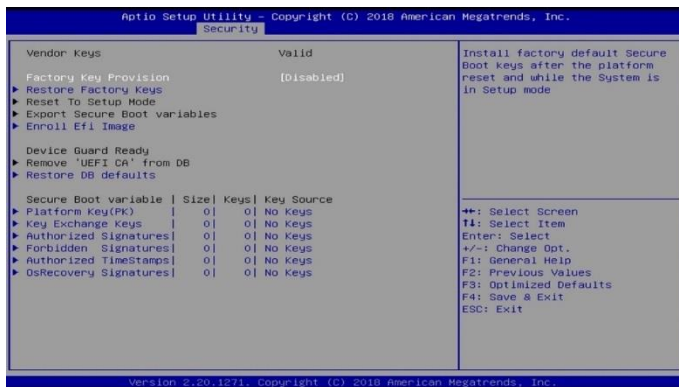 Aptio Setup Utility – Copyright (C) 2018 American Megatrends, Inc.
Security
Vendor Keys Valid
Factory Key Provision [Disabled]
Restore Factory Keys
Reset To Setup Mode
Export Secure Boot variables
Enroll Efi Image
Device Guard Ready
Remove 'UEFI CA' from DB
Restore DB defaults
Secure Boot variable | Size| Keys| Key Source
Platform Key(PK) | 0| 0| No Keys
Key Exchange Keys | 0| 0| No Keys
Authorized Signatures| 0| 0| No Keys
Forbidden Signatures| 0| 0| No Keys
Authorized TimeStamps| 0| 0| No Keys
OsRecovery Signatures| 0| 0| No Keys
Install factory default Secure
Boot keys after the platform
reset and while the System is
in Setup mode
→←: Select Screen
↑↓: Select Item
Enter: Select
+/-: Change Opt.
F1: General Help
F2: Previous Values
F3: Optimized Defaults
F4: Save & Exit
ESC: Exit
Version 2.20.1271. Copyright (C) 2018 American Megatrends, Inc.